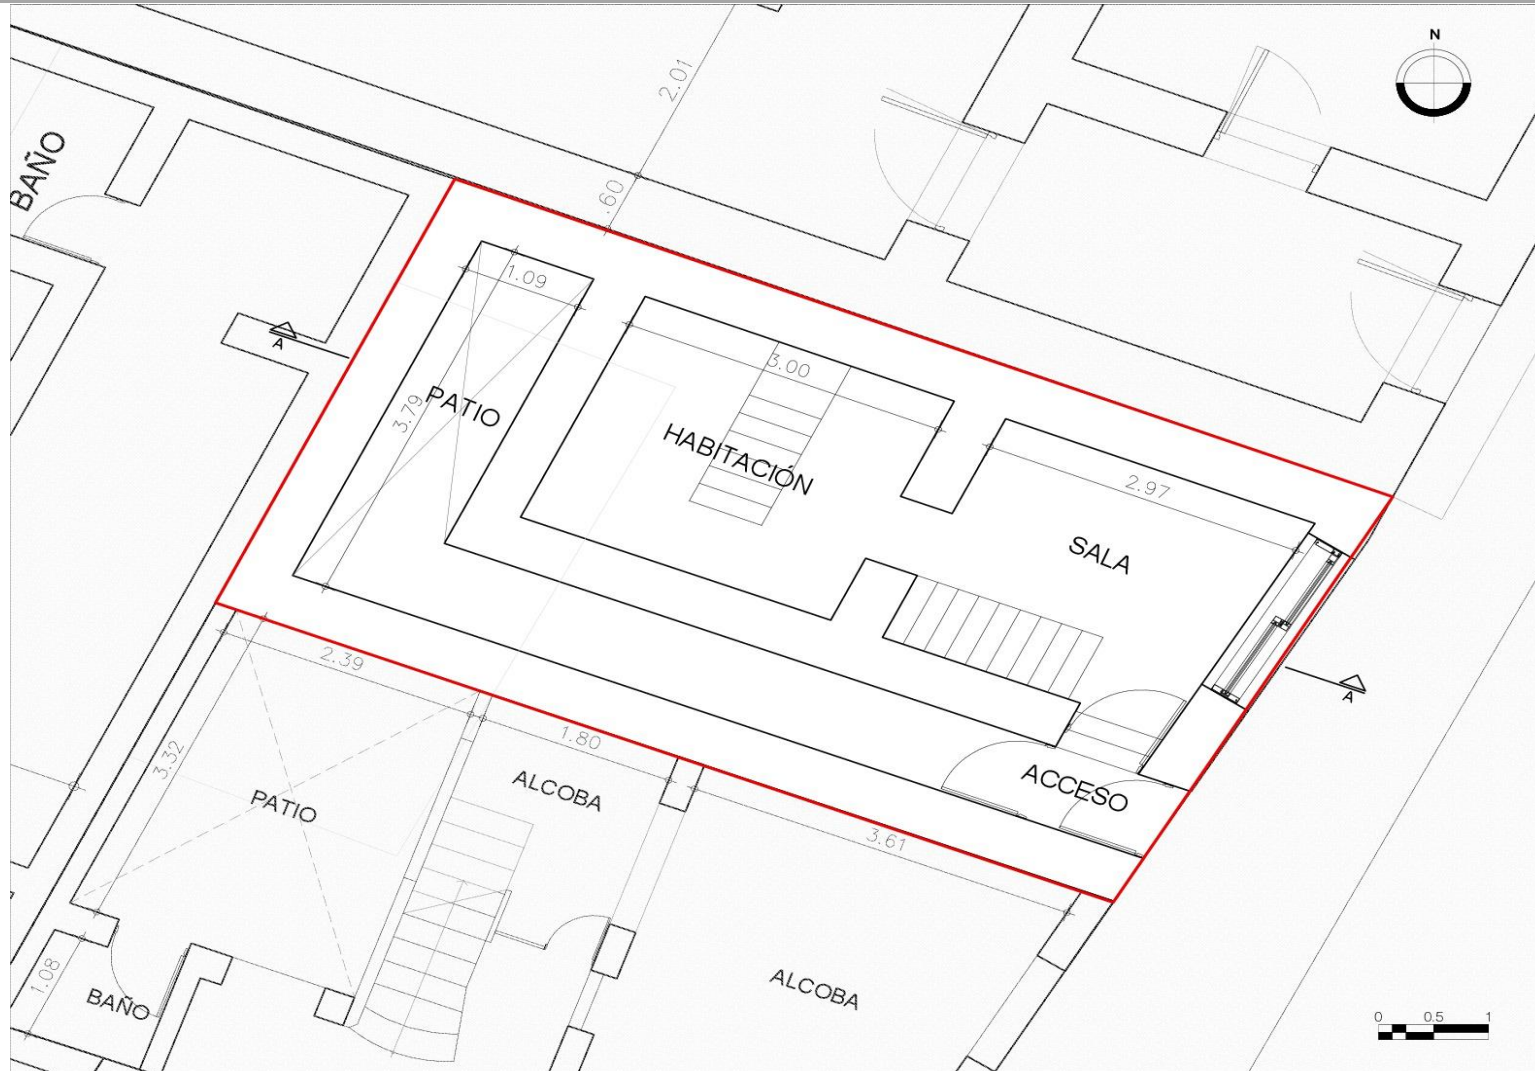 N
2.01
BAÑO
.60
1.09
A
3.00
PATIO
3.79
HABITACIÓN
2.97
SALA
2.39
A
1.80
3.32
ACCESO
PATIO
ALCOBA
3.61
1.08
BAÑO
ALCOBA
0 0.5 1